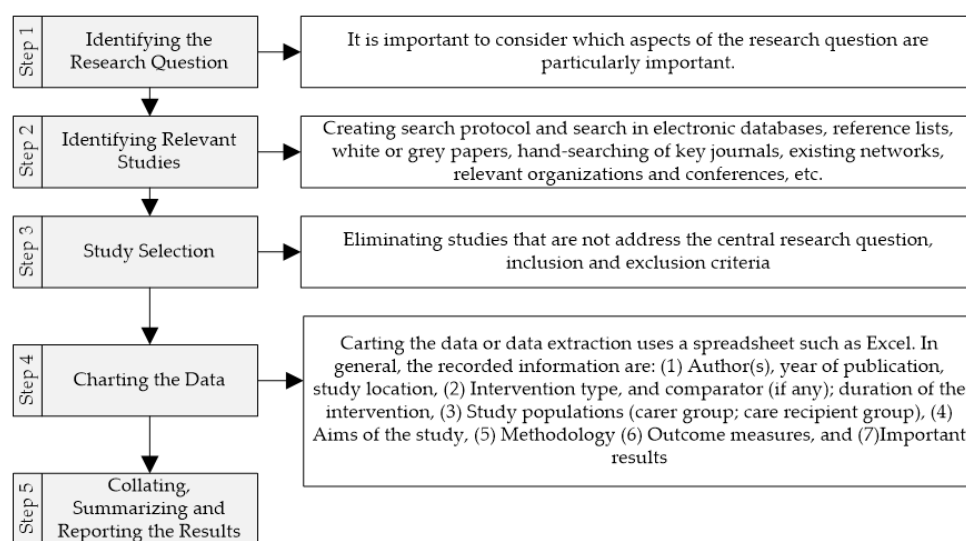 Step 1
Identifying the
Research Question
It is important to consider which aspects of the research question are
particularly important.
Step 2
Identifying Relevant
Studies
Creating search protocol and search in electronic databases, reference lists,
white or grey papers, hand-searching of key journals, existing networks,
relevant organizations and conferences, etc.
Step 3
Study Selection
Eliminating studies that are not address the central research question,
inclusion and exclusion criteria
Step 4
Charting the Data
Carting the data or data extraction uses a spreadsheet such as Excel. In
general, the recorded information are: (1) Author(s), year of publication,
study location, (2) Intervention type, and comparator (if any); duration of the
intervention, (3) Study populations (carer group; care recipient group), (4)
Aims of the study, (5) Methodology (6) Outcome measures, and (7)Important
results
Step 5
Collating,
Summarizing and
Reporting the Results